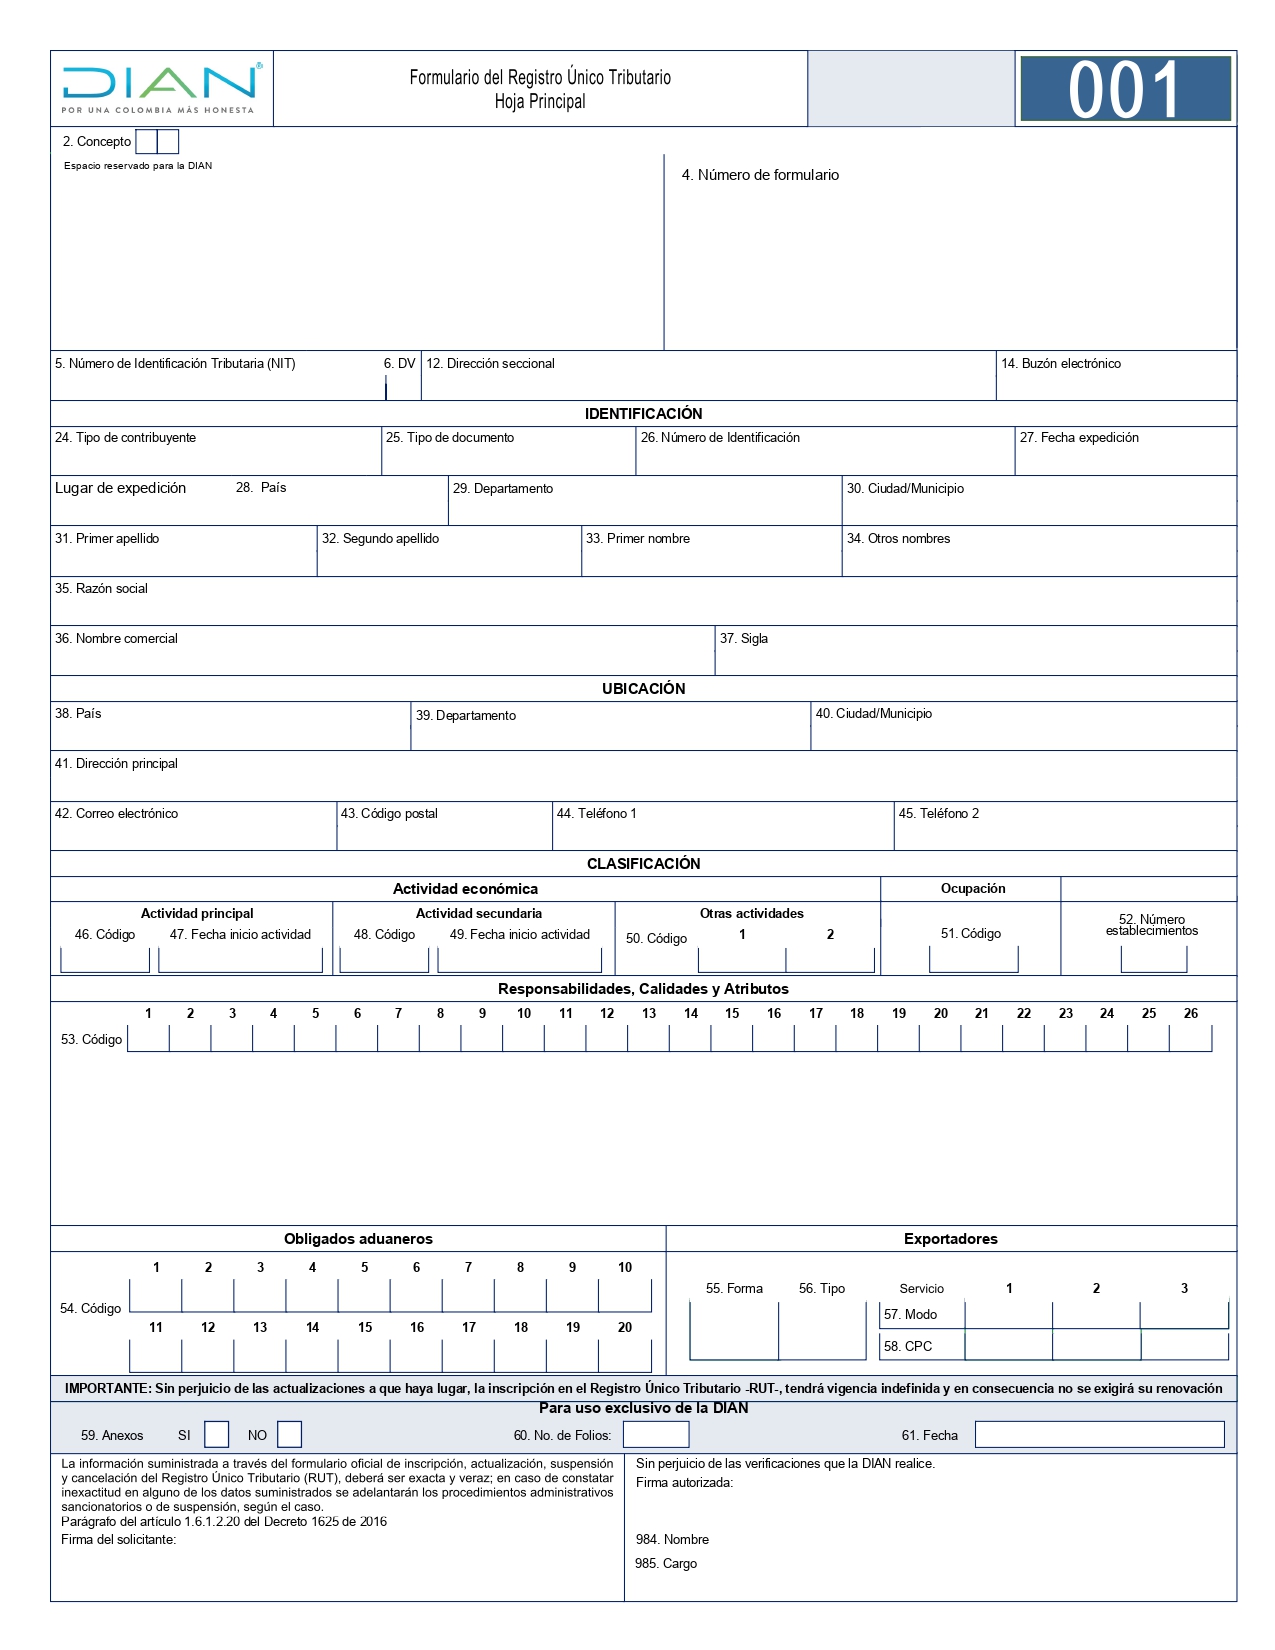 DIAN®
POR UNA COLOMBIA MÁS HONESTA
Formulario del Registro Único Tributario
Hoja Principal
001
2. Concepto
Espacio reservado para la DIAN
4. Número de formulario
5. Número de Identificación Tributaria (NIT) 6. DV 12. Dirección seccional 14. Buzón electrónico
IDENTIFICACIÓN
24. Tipo de contribuyente 25. Tipo de documento 26. Número de Identificación 27. Fecha expedición
Lugar de expedición 28. País 29. Departamento 30. Ciudad/Municipio
31. Primer apellido 32. Segundo apellido 33. Primer nombre 34. Otros nombres
35. Razón social
36. Nombre comercial 37. Sigla
UBICACIÓN
38. País 39. Departamento 40. Ciudad/Municipio
41. Dirección principal
42. Correo electrónico 43. Código postal 44. Teléfono 1 45. Teléfono 2
CLASIFICACIÓN
Actividad económica Ocupación
Actividad principal Actividad secundaria Otras actividades
46. Código 47. Fecha inicio actividad 48. Código 49. Fecha inicio actividad 50. Código 1 2 51. Código 52. Número
establecimientos
Responsabilidades, Calidades y Atributos
1 2 3 4 5 6 7 8 9 10 11 12 13 14 15 16 17 18 19 20 21 22 23 24 25 26
53. Código
Obligados aduaneros Exportadores
1 2 3 4 5 6 7 8 9 10
55. Forma 56. Tipo Servicio 1 2 3
54. Código
57. Modo
11 12 13 14 15 16 17 18 19 20
58. CPC
IMPORTANTE: Sin perjuicio de las actualizaciones a que haya lugar, la inscripción en el Registro Único Tributario -RUT-, tendrá vigencia indefinida y en consecuencia no se exigirá su renovación
Para uso exclusivo de la DIAN
59. Anexos SI NO 60. No. de Folios: 61. Fecha
La información suministrada a través del formulario oficial de inscripción, actualización, suspensión
y cancelación del Registro Único Tributario (RUT), deberá ser exacta y veraz; en caso de constatar
inexactitud en alguno de los datos suministrados se adelantarán los procedimientos administrativos
sancionatorios o de suspensión, según el caso.
Parágrafo del artículo 1.6.1.2.20 del Decreto 1625 de 2016
Firma del solicitante:
Sin perjuicio de las verificaciones que la DIAN realice.
Firma autorizada:
984. Nombre
985. Cargo